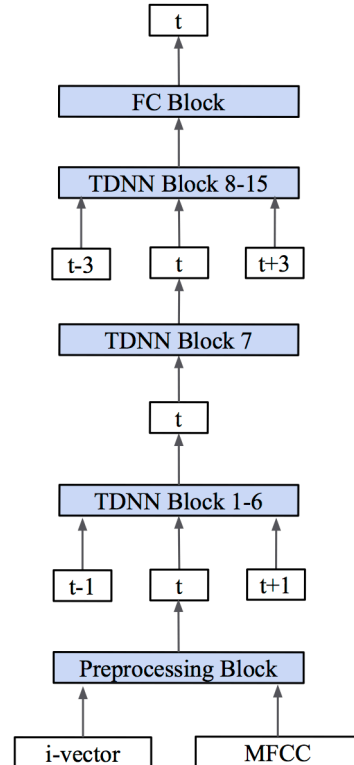 t
FC Block
TDNN Block 8-15
t-3 t t+3
TDNN Block 7
t
TDNN Block 1-6
t-1 t t+1
Preprocessing Block
i-vector MFCC